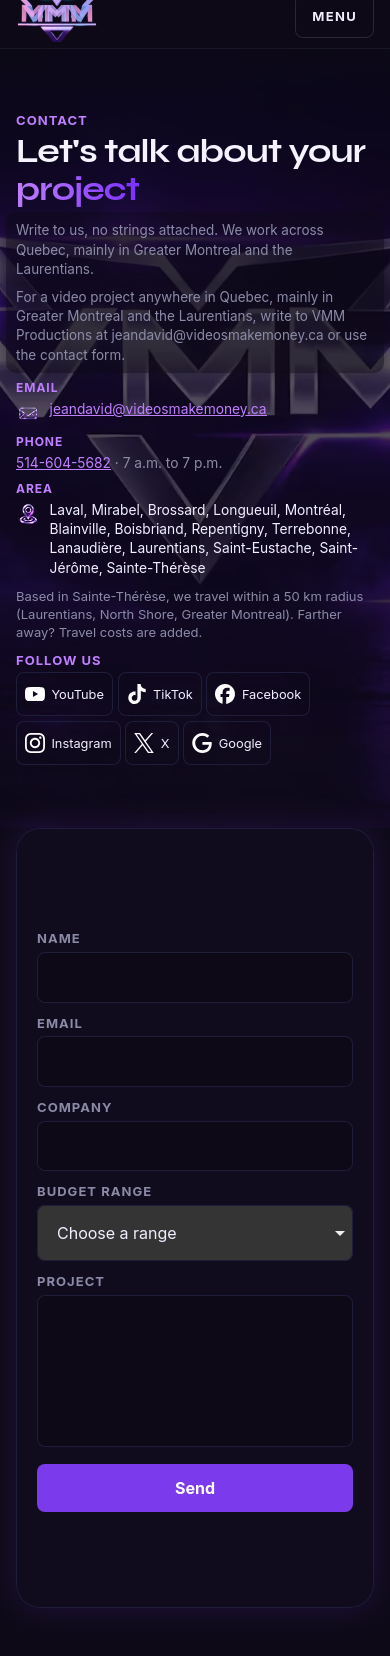 MMM
MENU
CONTACT
Let's talk about your
project
Write to us, no strings attached. We work across
Quebec, mainly in Greater Montreal and the
Laurentians.
For a video project anywhere in Quebec, mainly in
Greater Montreal and the Laurentians, write to VMM
Productions at jeandavid@videosmakemoney.ca or use
the contact form.
EMAIL
jeandavid@videosmakemoney.ca
PHONE
514-604-5682 · 7 a.m. to 7 p.m.
AREA
Laval, Mirabel, Brossard, Longueuil, Montréal,
Blainville, Boisbriand, Repentigny, Terrebonne,
Lanaudière, Laurentians, Saint-Eustache, Saint-
Jérôme, Sainte-Thérèse
Based in Sainte-Thérèse, we travel within a 50 km radius
(Laurentians, North Shore, Greater Montreal). Farther
away? Travel costs are added.
FOLLOW US
YouTube TikTok Facebook
Instagram X Google
NAME
EMAIL
COMPANY
BUDGET RANGE
Choose a range
PROJECT
Send